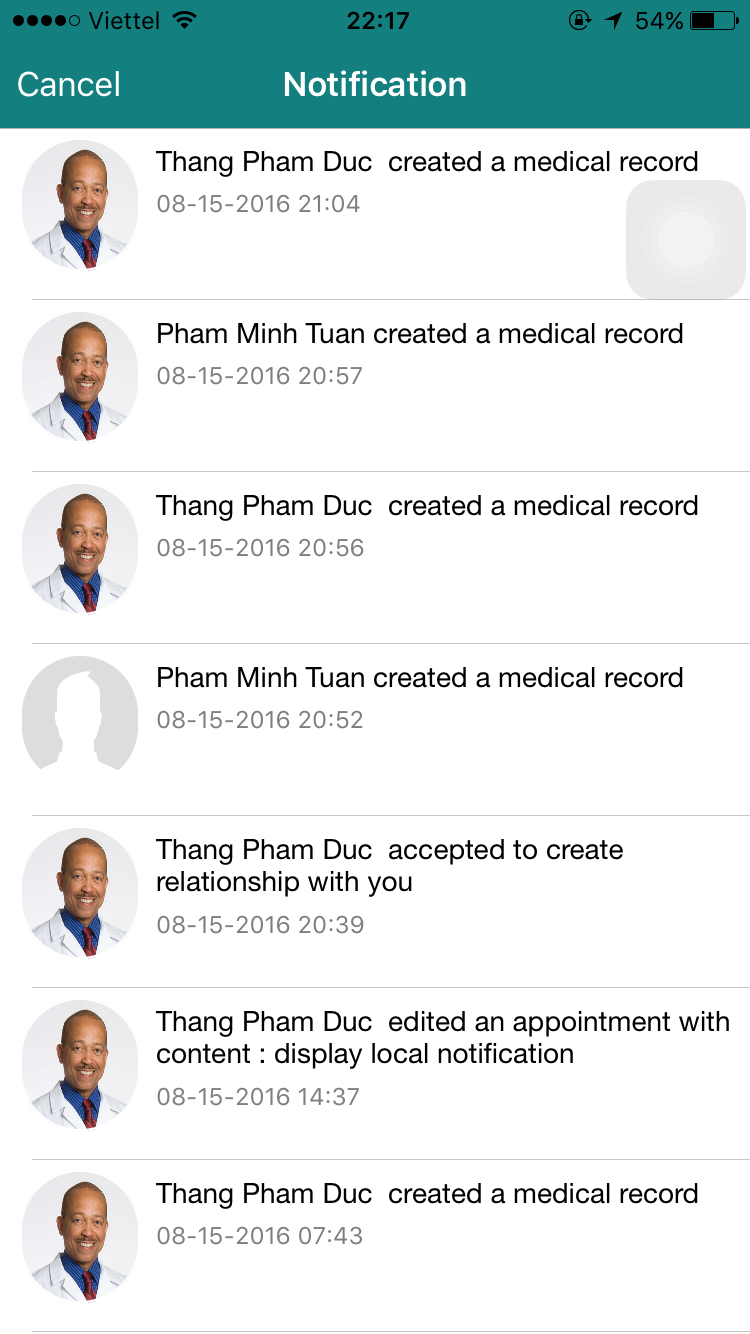 Viettel 22:17 54%
Cancel Notification
Thang Pham Duc  created a medical record
08-15-2016 21:04
Pham Minh Tuan created a medical record
08-15-2016 20:57
Thang Pham Duc  created a medical record
08-15-2016 20:56
Pham Minh Tuan created a medical record
08-15-2016 20:52
Thang Pham Duc  accepted to create
relationship with you
08-15-2016 20:39
Thang Pham Duc  edited an appointment with
content : display local notification
08-15-2016 14:37
Thang Pham Duc  created a medical record
08-15-2016 07:43